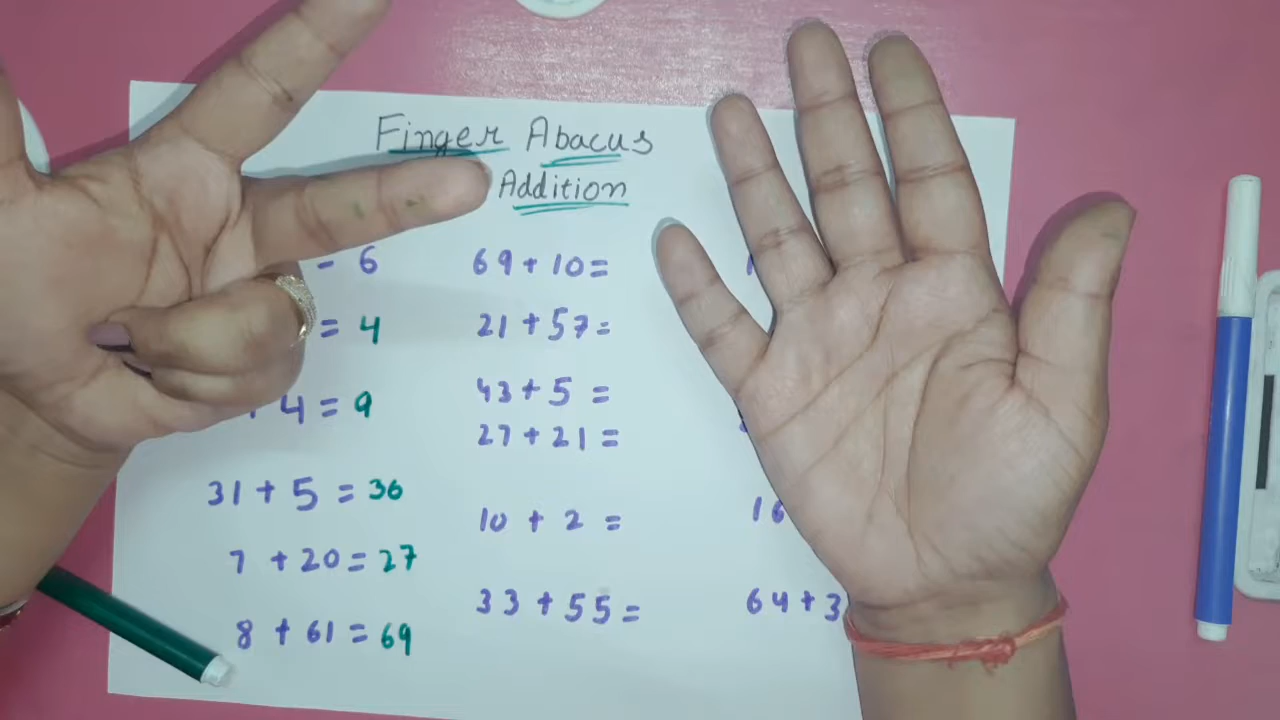 Finger Abacus
Addition
- 6
= 4
4 = 9
31 + 5 = 36
7 + 20 = 27
8 + 61 = 69
69 + 10 =
21 + 57 =
43 + 5 =
27 + 21 =
10 + 2 =
33 + 55 =
16
64 + 3